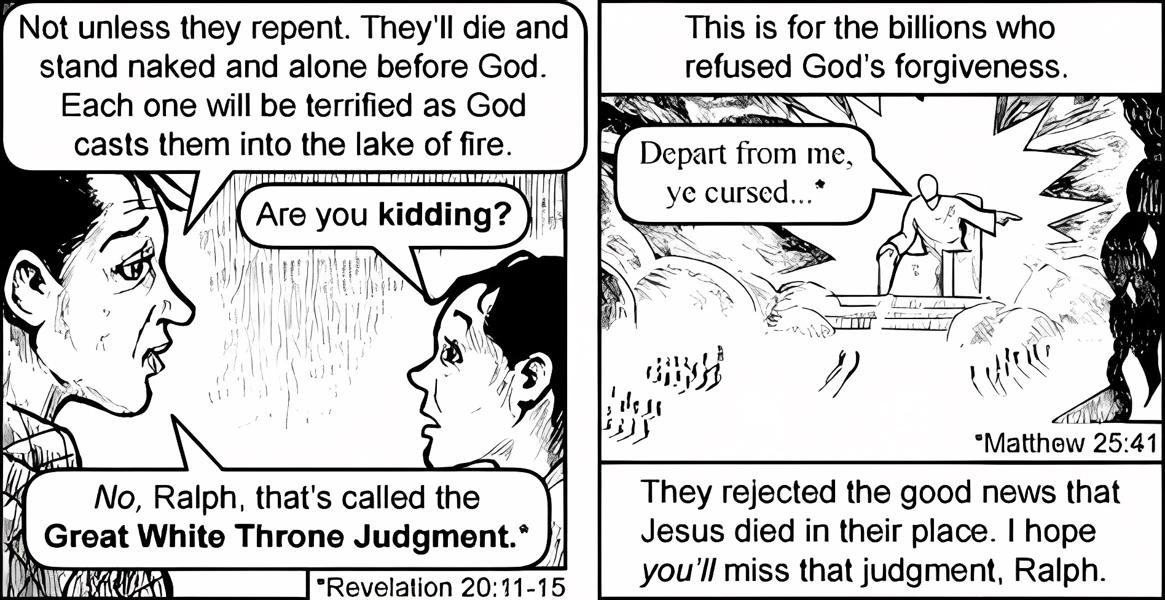 Not unless they repent. They'll die and
stand naked and alone before God.
Each one will be terrified as God
casts them into the lake of fire.
Are you kidding?
No, Ralph, that's called the
Great White Throne Judgment.*
*Revelation 20:11-15
This is for the billions who
refused God's forgiveness.
Depart from me,
ye cursed...*
*Matthew 25:41
They rejected the good news that
Jesus died in their place. I hope
you'll miss that judgment, Ralph.